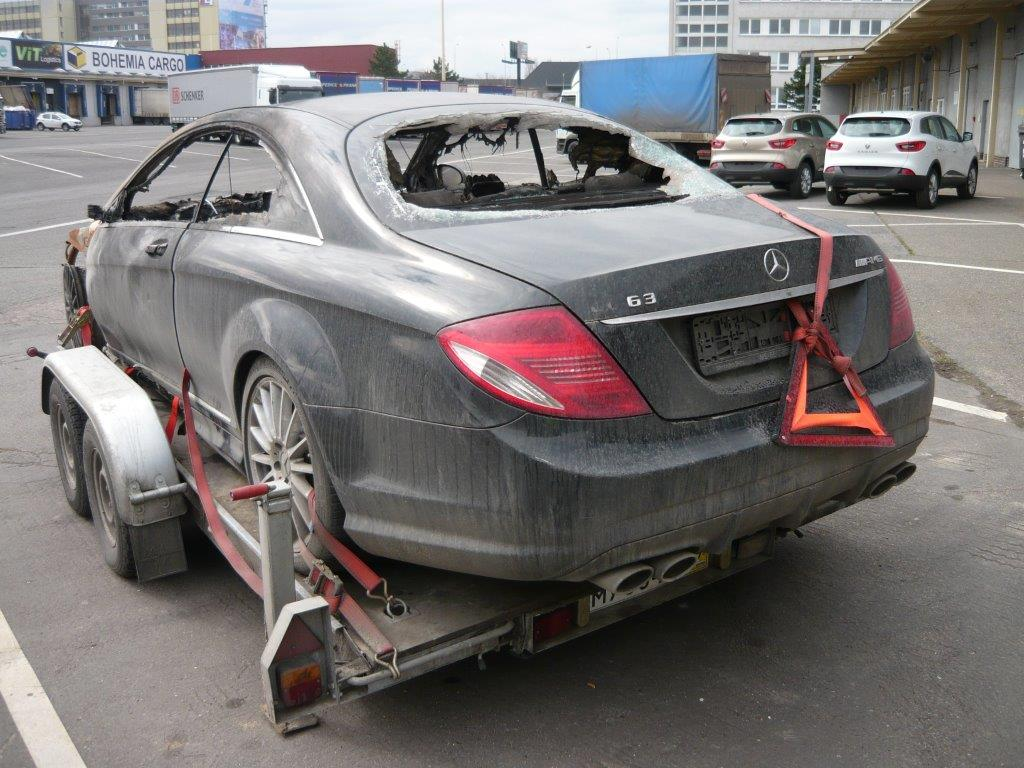 ViT
Logistics
BOHEMIA CARGO
SCHENKER
63
AMG